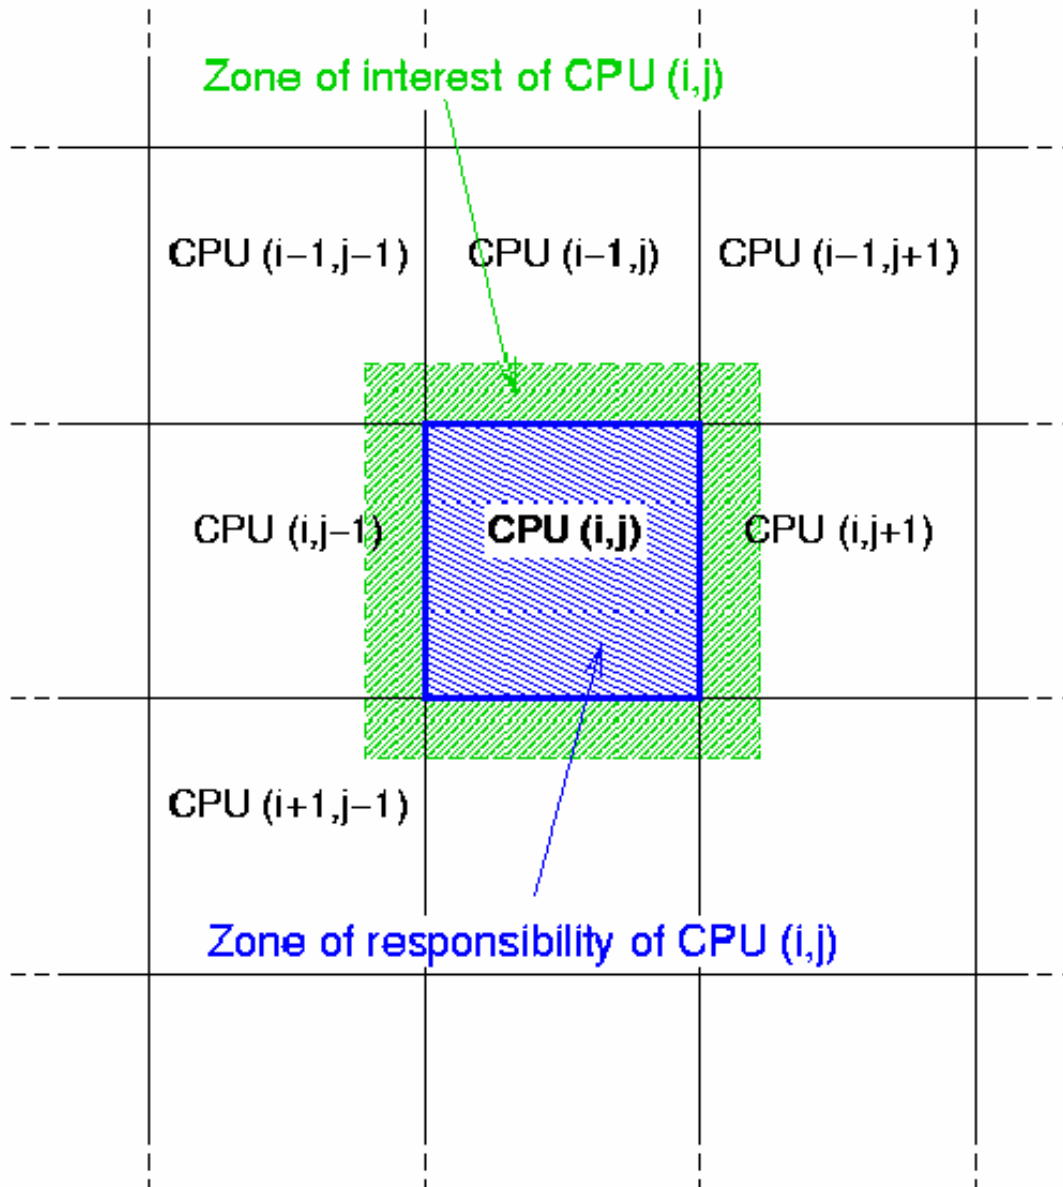 Zone of interest of CPU (i,j)
CPU (i−1,j−1)
CPU (i−1,j)
CPU (i−1,j+1)
CPU (i,j−1)
CPU (i,j)
CPU (i,j+1)
CPU (i+1,j−1)
Zone of responsibility of CPU (i,j)